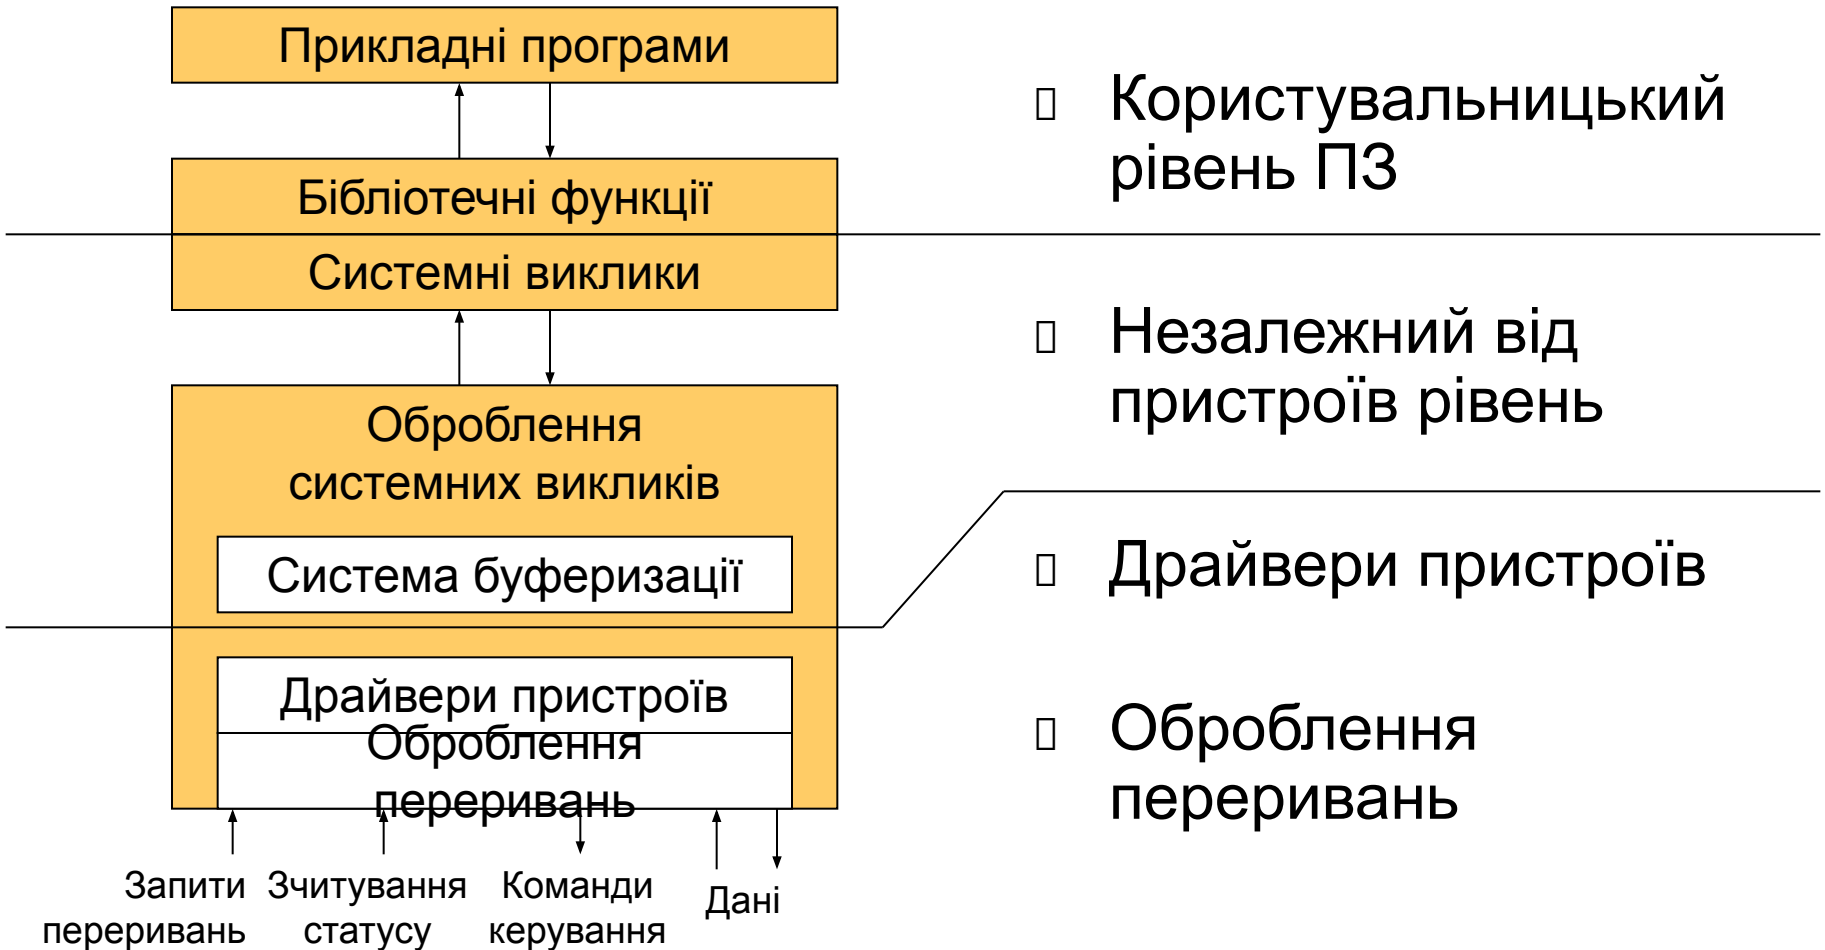 Прикладні програми
Бібліотечні функції
Системні виклики
Оброблення
системних викликів
Система буферизації
Драйвери пристроїв
Оброблення
переривань
Запити
переривань
Зчитування
статусу
Команди
керування
Дані
Користувальницький
рівень ПЗ
Незалежний від
пристроїв рівень
Драйвери пристроїв
Оброблення
переривань